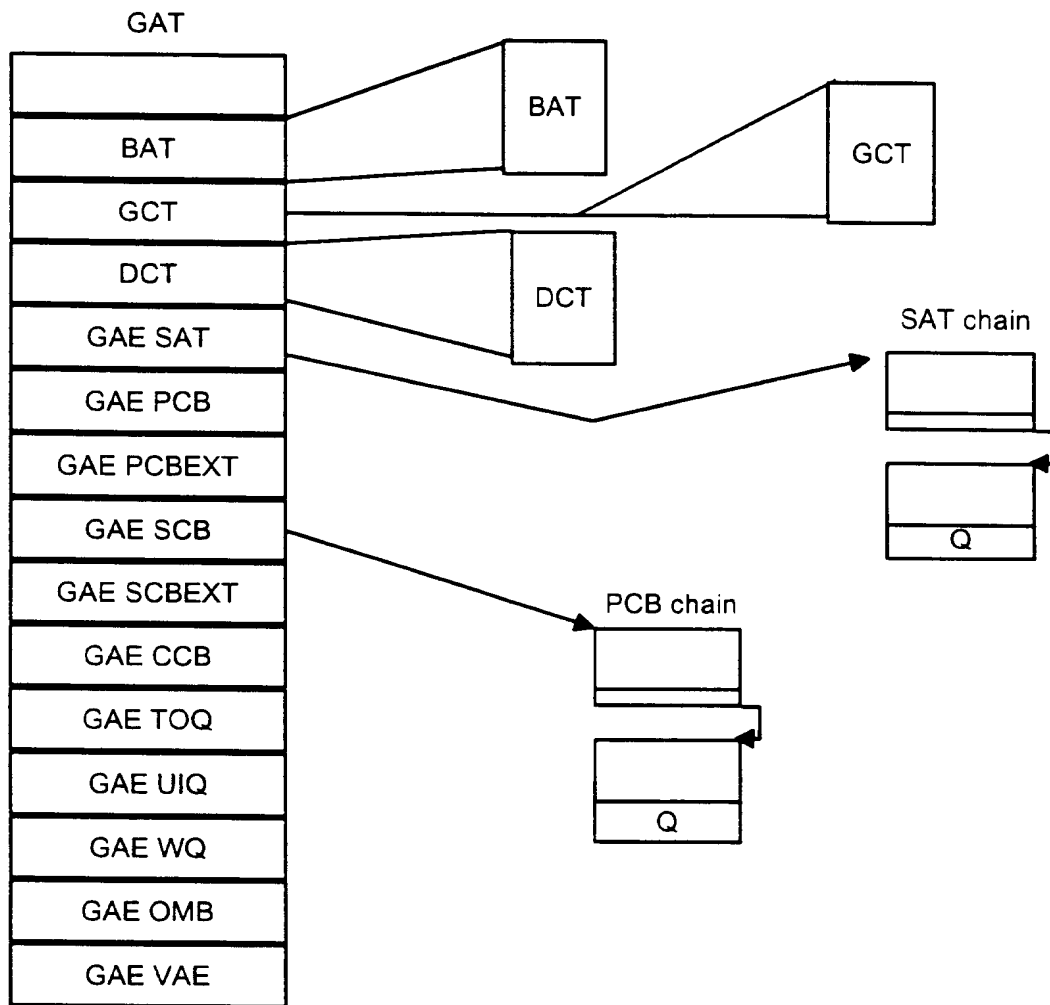 GAT
BAT
GCT
DCT
GAE SAT
GAE PCB
GAE PCBEXT
GAE SCB
GAE SCBEXT
GAE CCB
GAE TOQ
GAE UIQ
GAE WQ
GAE OMB
GAE VAE
BAT
GCT
DCT
SAT chain
Q
PCB chain
Q